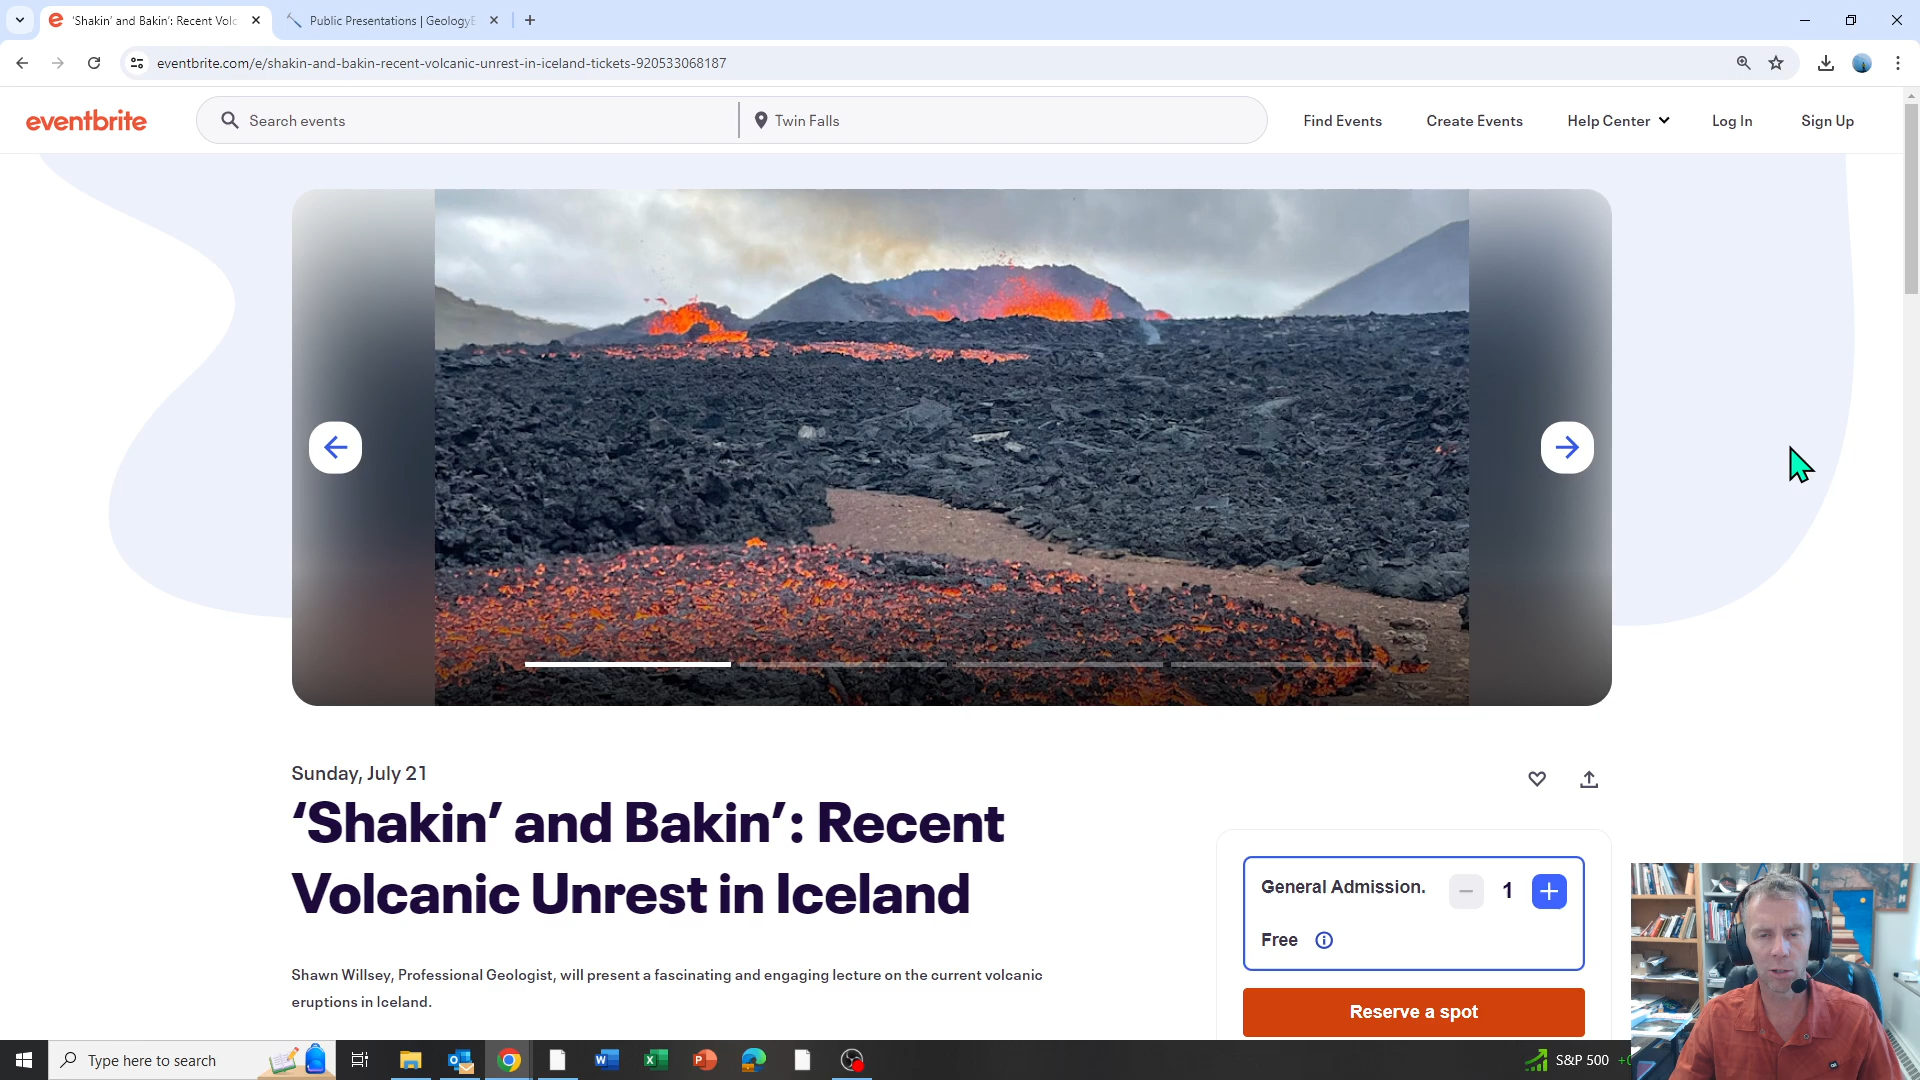 'Shakin' and Bakin': Recent Volc
Public Presentations | GeologyE
eventbrite.com/e/shakin-and-bakin-recent-volcanic-unrest-in-iceland-tickets-920533068187
eventbrite
Search events
Twin Falls
Find Events
Create Events
Help Center
Log In
Sign Up
Sunday, July 21
‘Shakin’ and Bakin’: Recent
Volcanic Unrest in Iceland
Shawn Willsey, Professional Geologist, will present a fascinating and engaging lecture on the current volcanic
eruptions in Iceland.
General Admission.
1
Free
Reserve a spot
Type here to search
S&P 500